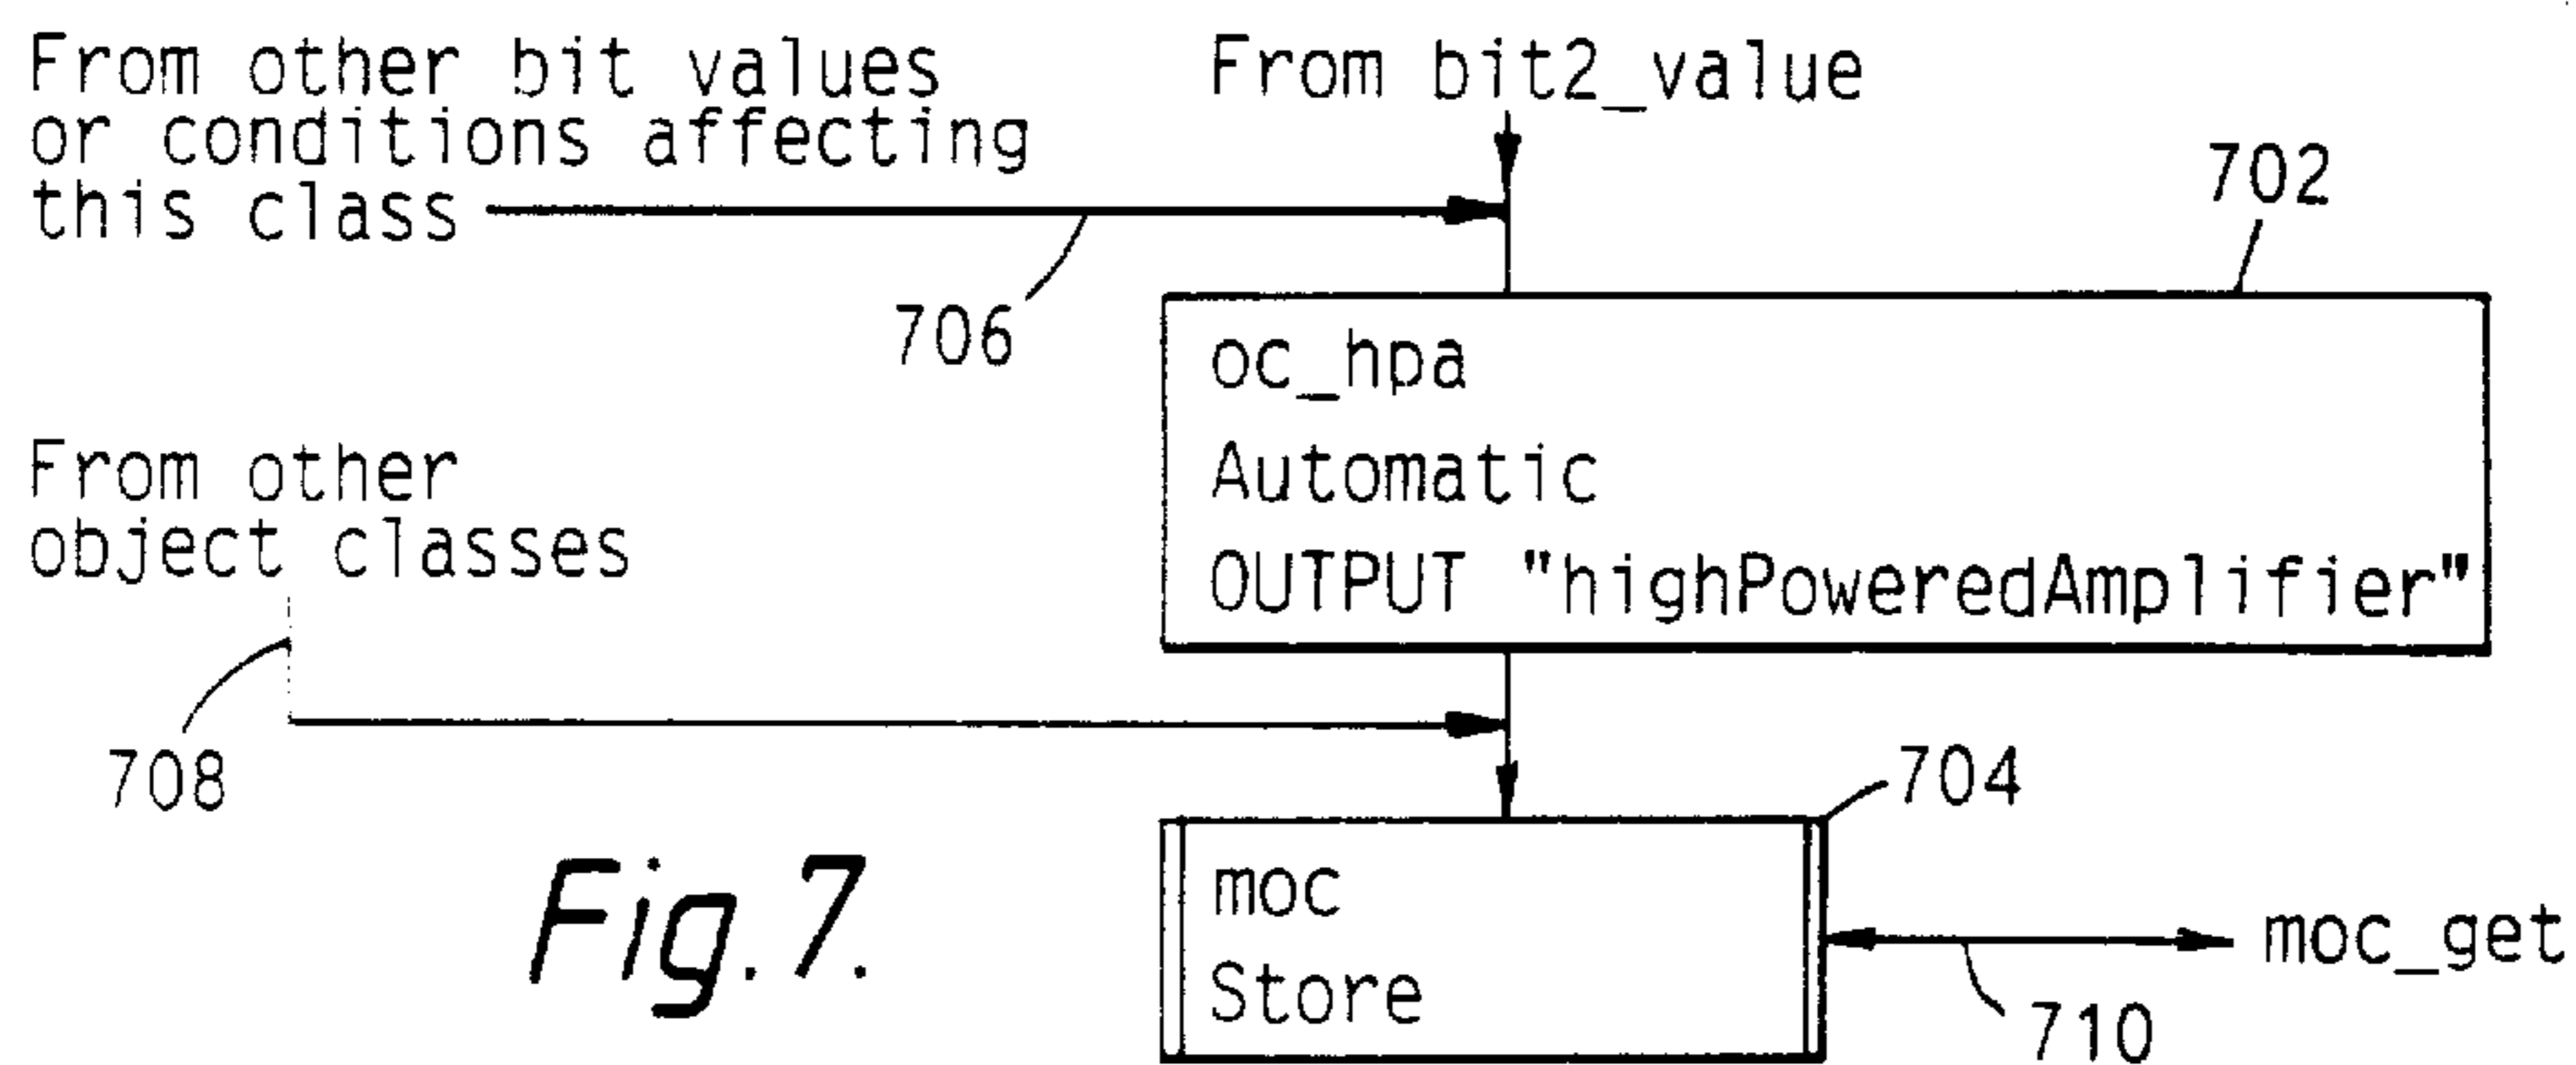 From other bit values
or conditions affecting
this class
From bit2_value
702
706
oc_hpa
Automatic
OUTPUT "highPoweredAmplifier"
From other
object classes
708
704
moc
Store
moc_get
710
Fig.7.